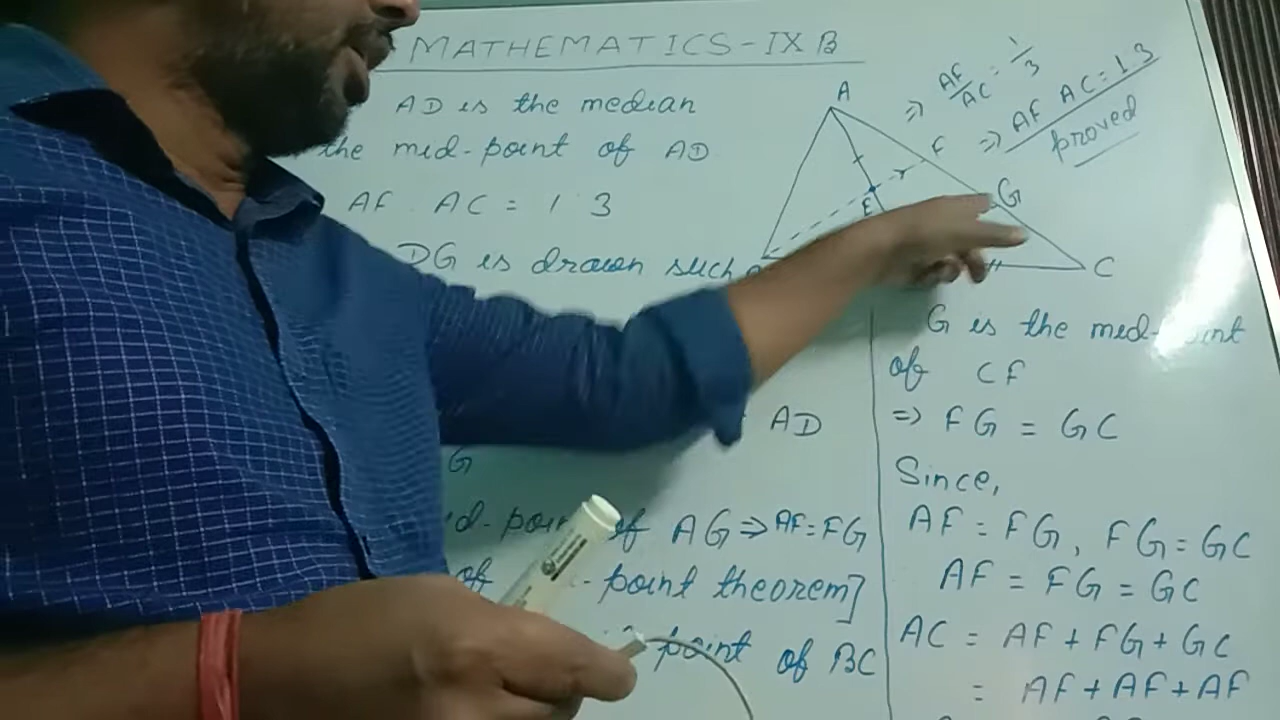 MATHEMATICS-IX B
AD is the median
the mid-point of AD
AF AC = 1 3
DG is drawn such
AD
G
d-poin of AG ⇒ AF = FG
of -point theorem]
point of BC
A
F
E
G
C
⇒ AF/AC = 1/3
⇒ AF AC = 1.3
proved
G is the mid- int
of CF
⇒ FG = GC
Since,
AF = FG, FG = GC
AF = FG = GC
AC = AF + FG + GC
= AF + AF + AF